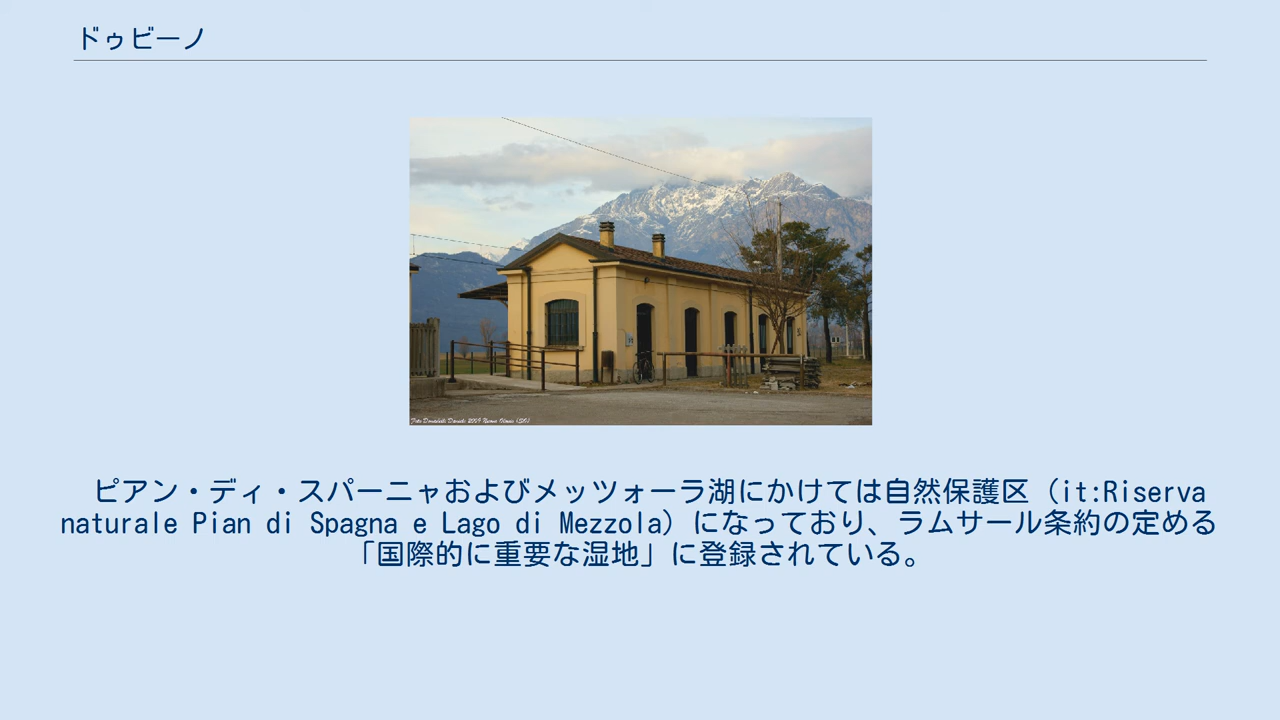 ドゥビーノ
ピアン・ディ・スパーニャおよびメッツォーラ湖にかけては自然保護区（it:Riserva
naturale Pian di Spagna e Lago di Mezzola）になっており、ラムサール条約の定める
「国際的に重要な湿地」に登録されている。